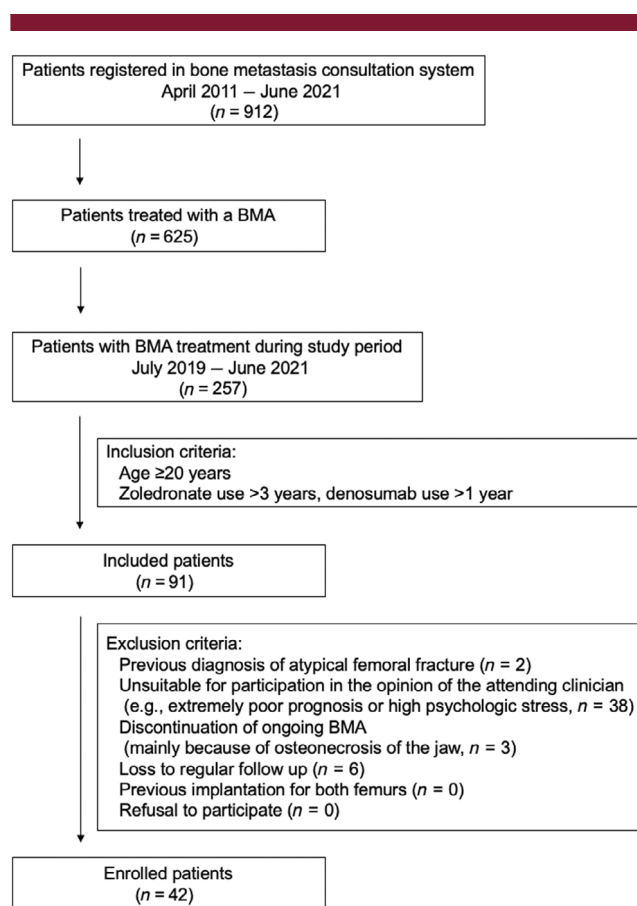 Patients registered in bone metastasis consultation system
April 2011 – June 2021
(n = 912)
Patients treated with a BMA
(n = 625)
Patients with BMA treatment during study period
July 2019 – June 2021
(n = 257)
Inclusion criteria:
Age ≥20 years
Zoledronate use >3 years, denosumab use >1 year
Included patients
(n = 91)
Exclusion criteria:
Previous diagnosis of atypical femoral fracture (n = 2)
Unsuitable for participation in the opinion of the attending clinician
(e.g., extremely poor prognosis or high psychologic stress, n = 38)
Discontinuation of ongoing BMA
(mainly because of osteonecrosis of the jaw, n = 3)
Loss to regular follow up (n = 6)
Previous implantation for both femurs (n = 0)
Refusal to participate (n = 0)
Enrolled patients
(n = 42)